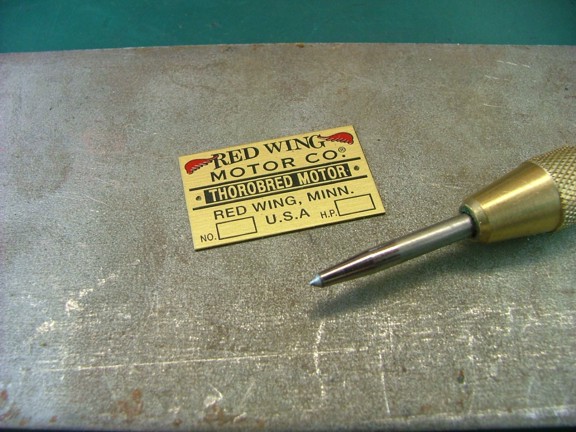 RED WING
MOTOR CO.®
THOROBRED MOTOR
RED WING, MINN.
U.S.A
NO. H.P.